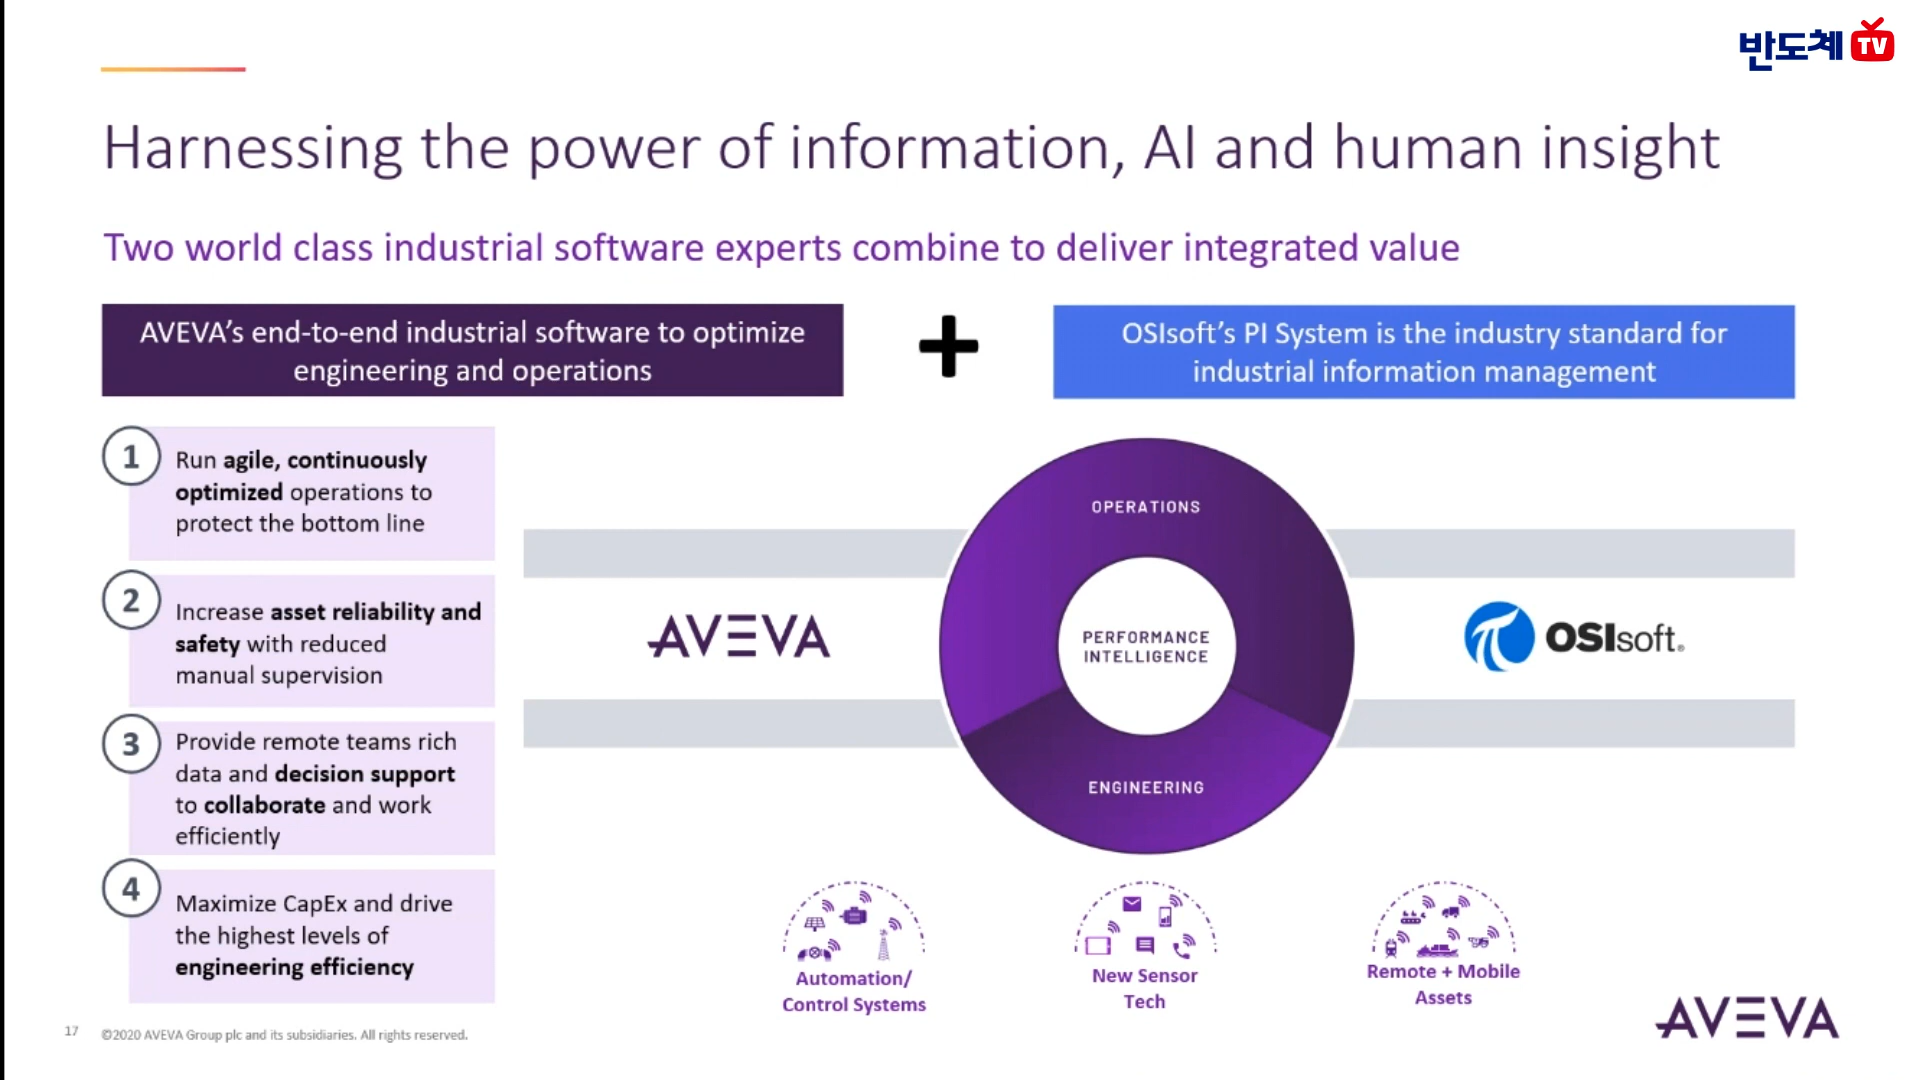 반도체 TV
Harnessing the power of information, AI and human insight
Two world class industrial software experts combine to deliver integrated value
AVEVA’s end-to-end industrial software to optimize
engineering and operations
OSIsoft’s PI System is the industry standard for
industrial information management
1
Run agile, continuously
optimized operations to
protect the bottom line
2
Increase asset reliability and
safety with reduced
manual supervision
3
Provide remote teams rich
data and decision support
to collaborate and work
efficiently
4
Maximize CapEx and drive
the highest levels of
engineering efficiency
AVEVA
OPERATIONS
PERFORMANCE
INTELLIGENCE
ENGINEERING
OSIsoft®
Automation/
Control Systems
New Sensor
Tech
Remote + Mobile
Assets
17
©2020 AVEVA Group plc and its subsidiaries. All rights reserved.
AVEVA